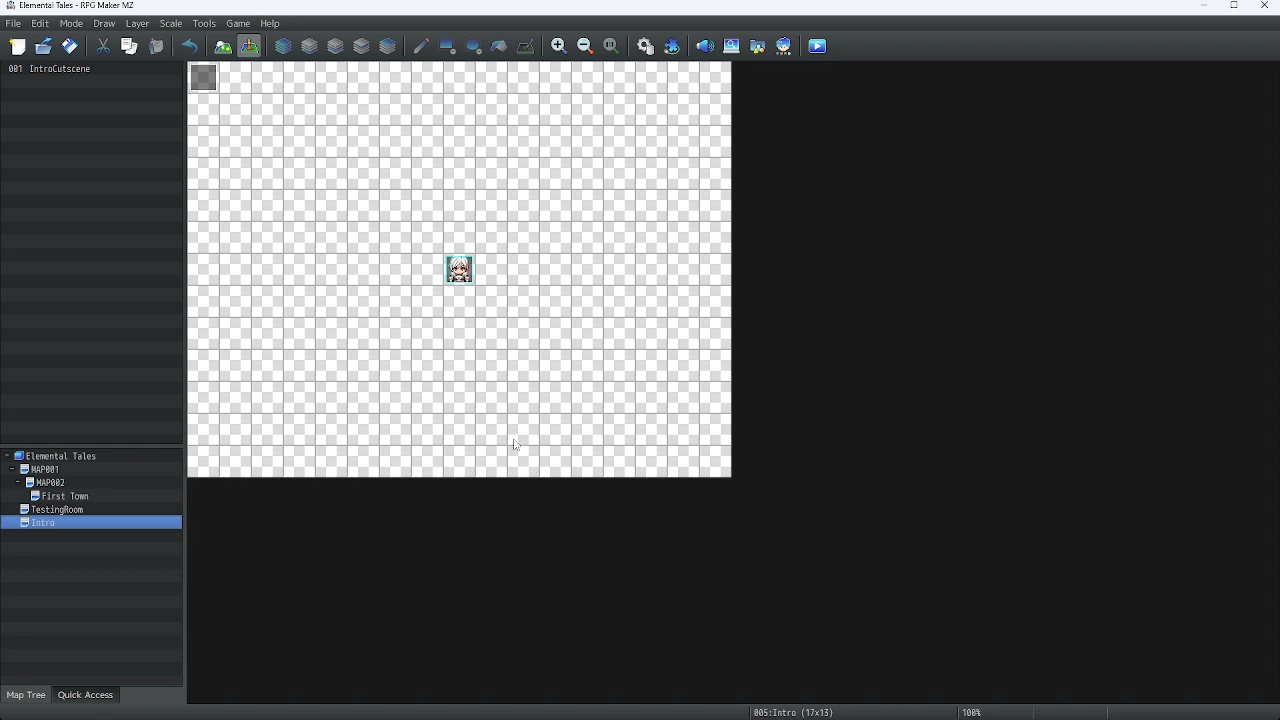 Elemental Tales - RPG Maker MZ
File Edit Mode Draw Layer Scale Tools Game Help
001 IntroCutscene
Elemental Tales
MAP001
MAP002
First Town
TestingRoom
Intro
Map Tree Quick Access
005:Intro (17x13) 100%